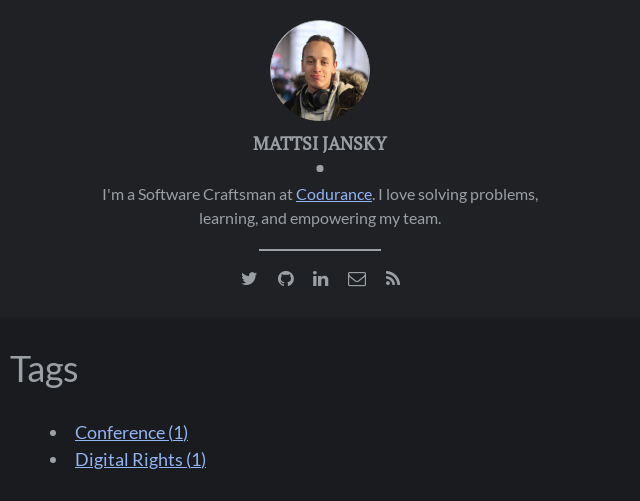 MATTSI JANSKY
I'm a Software Craftsman at Codurance. I love solving problems,
learning, and empowering my team.
Tags
Conference (1)
Digital Rights (1)